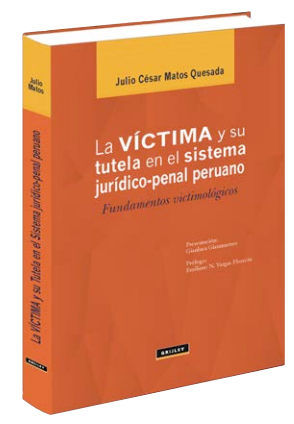 Julio César Matos Quesada
La VÍCTIMA y su
tutela en el sistema
jurídico-penal peruano
Fundamentos victimológicos
Presentación:
Prólogo:
GRIJLEY
Julio
Matos
La VÍCTIMA y su Tutela en el Sistema jurídico-penal peruano